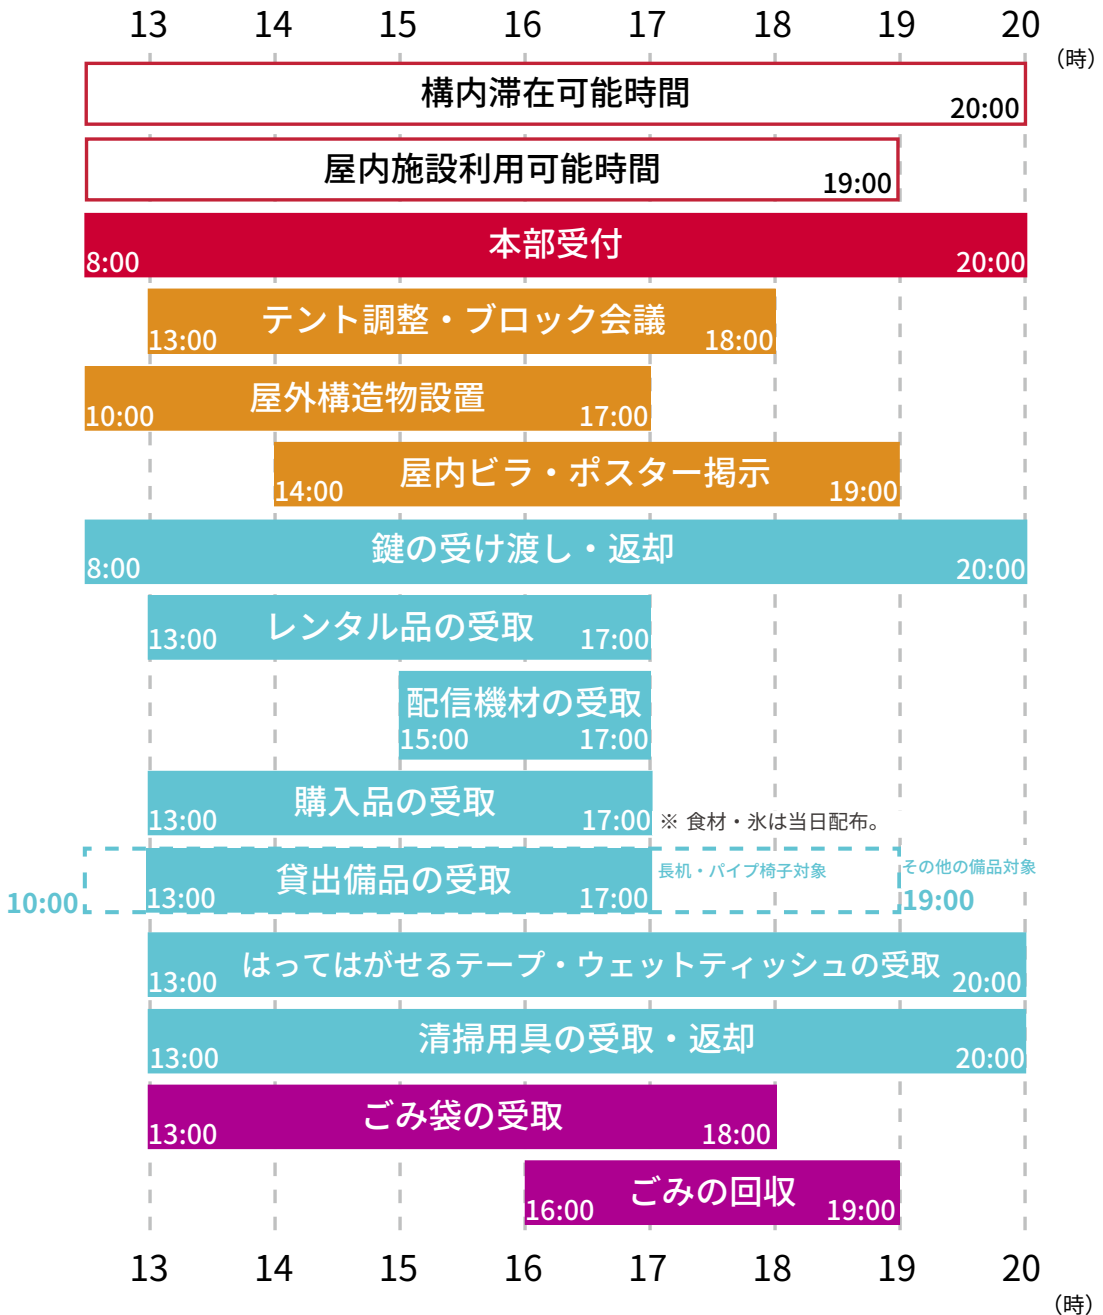 13 14 15 16 17 18 19 20
（時）
構内滞在可能時間
20:00
屋内施設利用可能時間
19:00
本部受付
8:00 20:00
テント調整・ブロック会議
13:00 18:00
屋外構造物設置
10:00 17:00
屋内ビラ・ポスター掲示
14:00 19:00
鍵の受け渡し・返却
8:00 20:00
レンタル品の受取
13:00 17:00
配信機材の受取
15:00 17:00
購入品の受取
13:00 17:00 ※ 食材・氷は当日配布。
貸出備品の受取 長机・パイプ椅子対象 その他の備品対象
10:00 13:00 17:00 19:00
はってはがせるテープ・ウェットティッシュの受取
13:00 20:00
清掃用具の受取・返却
13:00 20:00
ごみ袋の受取
13:00 18:00
ごみの回収
16:00 19:00
13 14 15 16 17 18 19 20
（時）